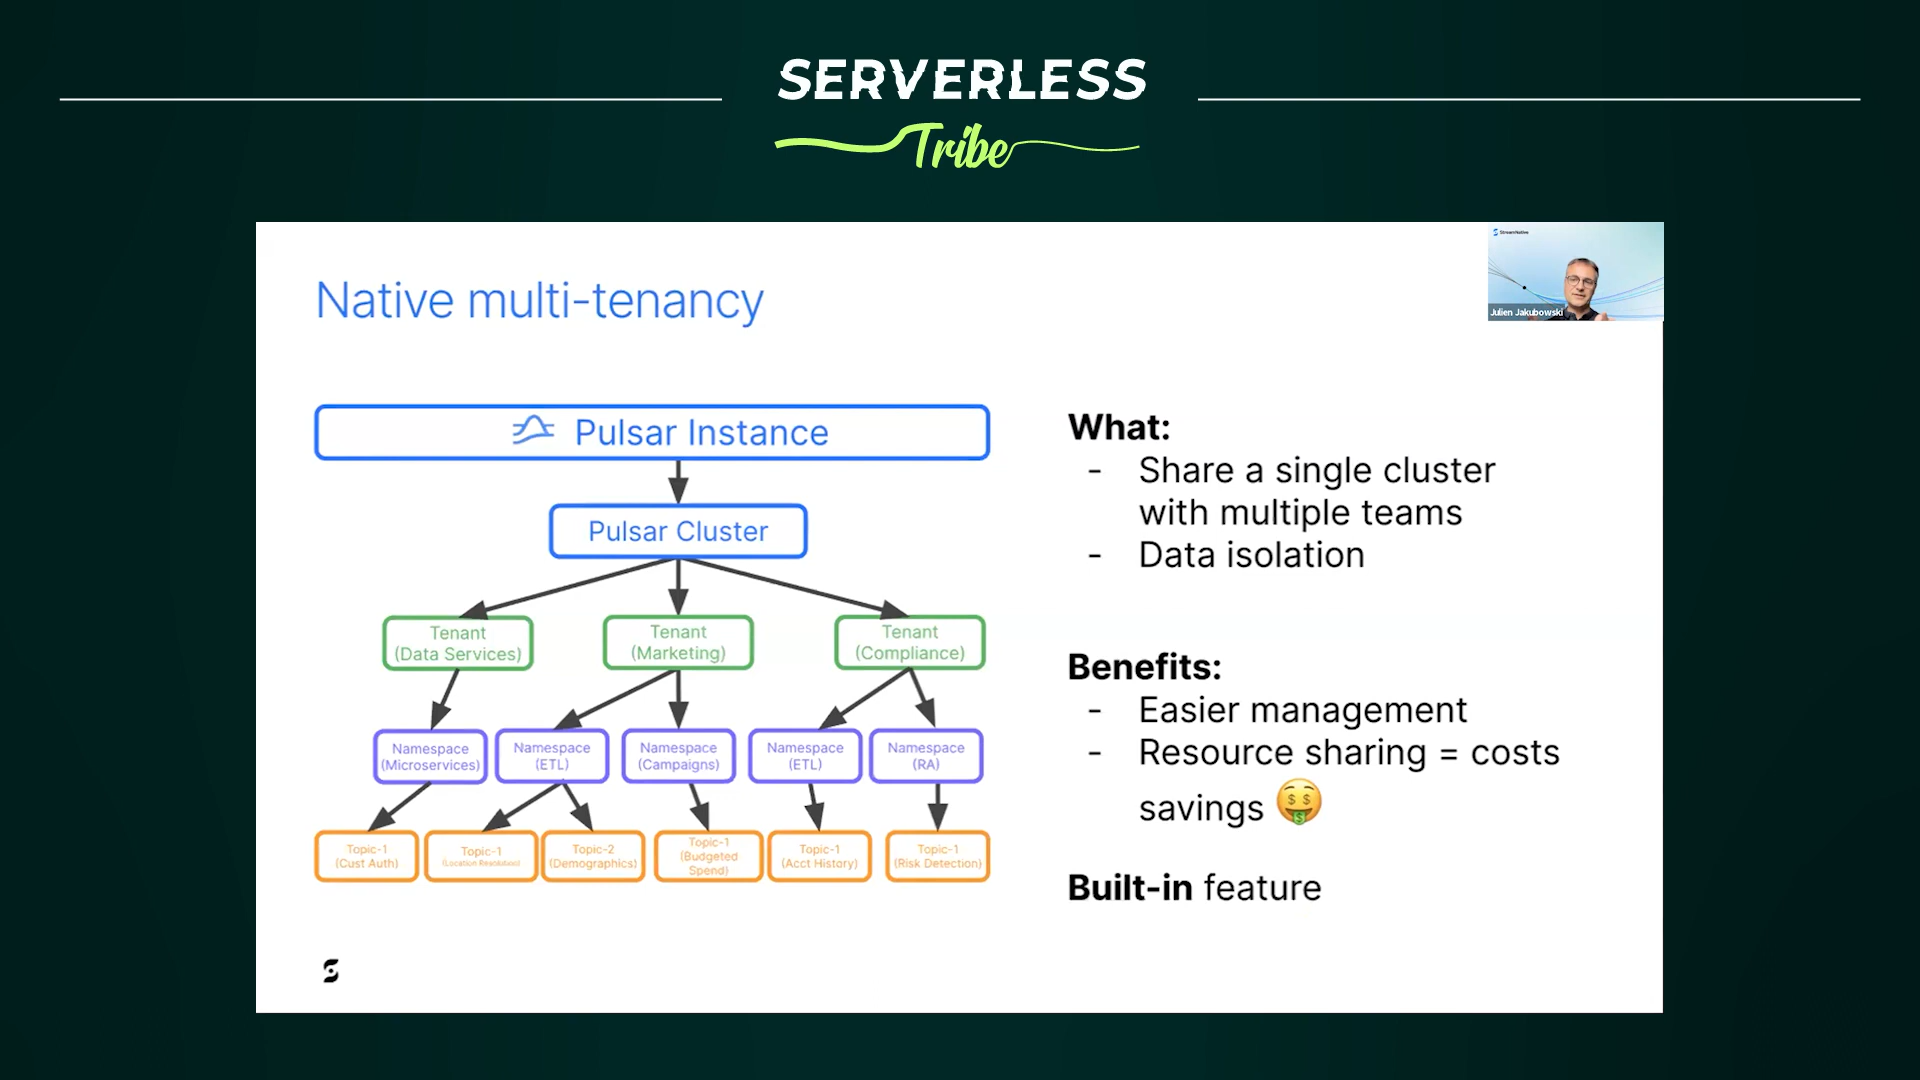 SERVERLESS
Tribe
StreamNative
Julien Jakubowski
Native multi-tenancy
Pulsar Instance
Pulsar Cluster
Tenant
(Data Services)
Tenant
(Marketing)
Tenant
(Compliance)
Namespace
(Microservices)
Namespace
(ETL)
Namespace
(Campaigns)
Namespace
(ETL)
Namespace
(RA)
Topic-1
(Cust Auth)
Topic-1
(Location Resolution)
Topic-2
(Demographics)
Topic-1
(Budgeted
Spend)
Topic-1
(Acct History)
Topic-1
(Risk Detection)
What:
- Share a single cluster
with multiple teams
- Data isolation
Benefits:
- Easier management
- Resource sharing = costs
savings 🤑
Built-in feature